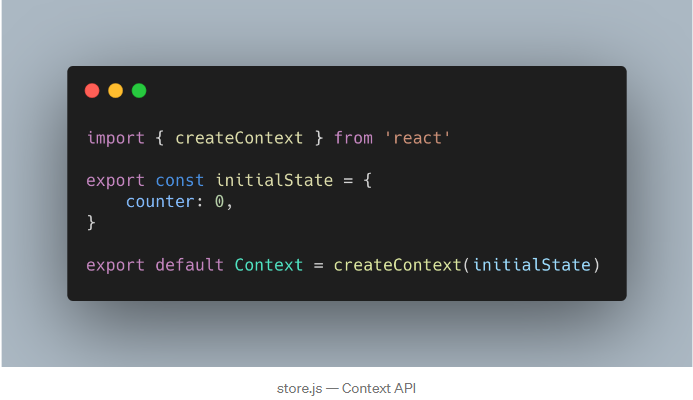 import { createContext } from 'react'
export const initialState = {
    counter: 0,
}
export default Context = createContext(initialState)
store.js — Context API